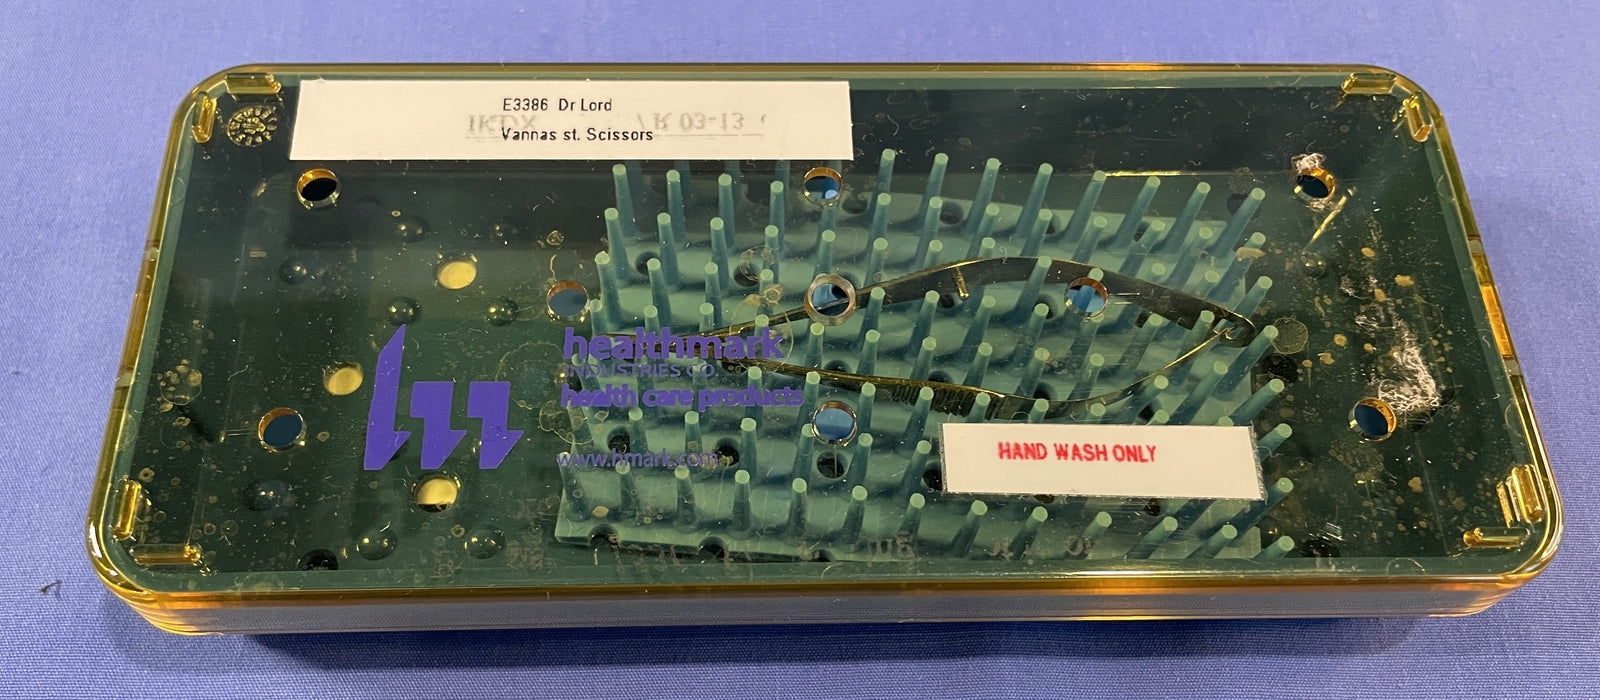 E3386 Dr Lord
Vannas st. Scissors
healthmark
INDUSTRIES CO.
health care products
www.hmark.com
HAND WASH ONLY